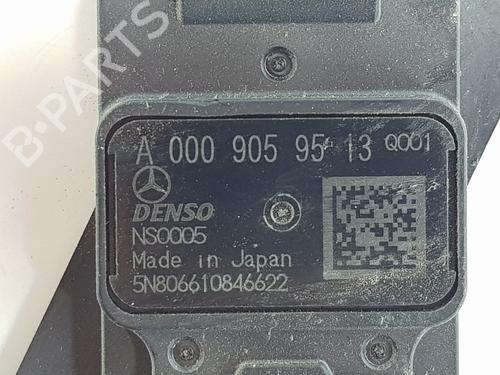 B-PARTS
A 000 905 95 13 Q001
DENSO
NS0005
Made in Japan
5N806610846622